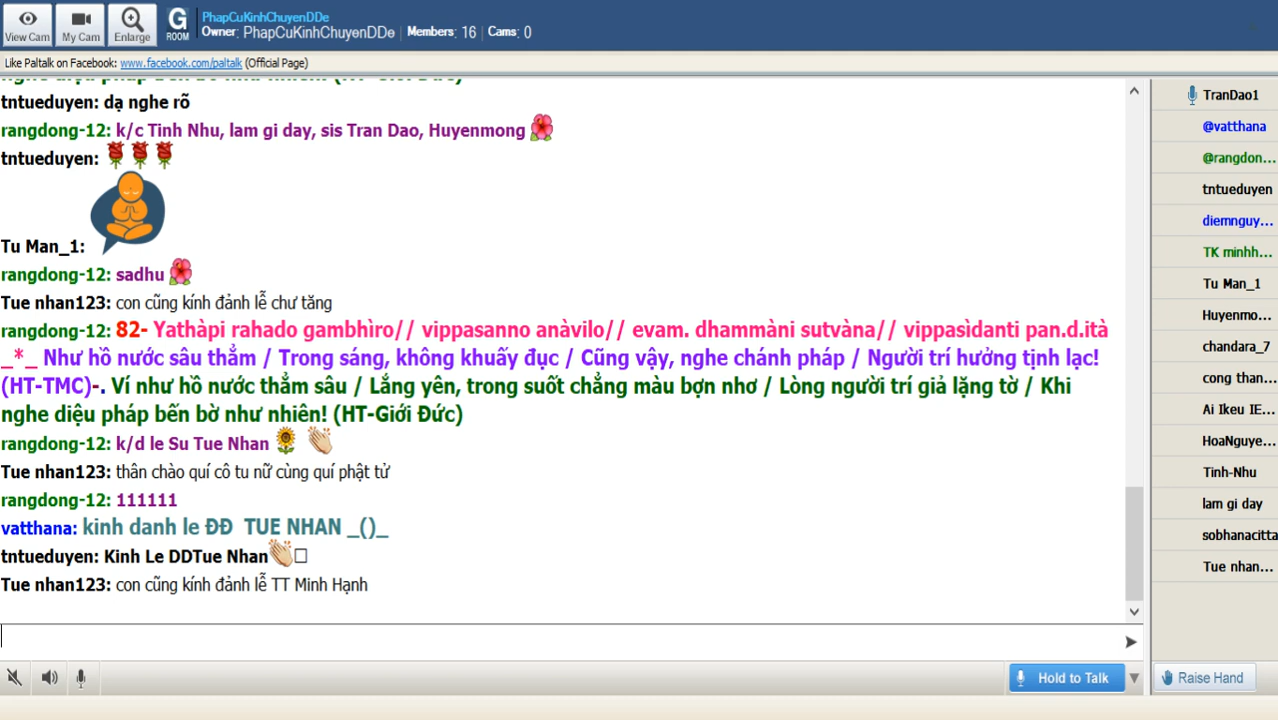 View Cam
My Cam
Enlarge
G
ROOM
PhapCuKinhChuyenDDe
Owner: PhapCuKinhChuyenDDe Members: 16 Cams: 0
Like Paltalk on Facebook: www.facebook.com/paltalk (Official Page)
nghe diệu pháp bến bờ như nhiên! (HT-Giới Đức)
tntueduyen: dạ nghe rõ
rangdong-12: k/c Tinh Nhu, lam gi day, sis Tran Dao, Huyenmong
tntueduyen:
Tu Man_1:
rangdong-12: sadhu
Tue nhan123: con cũng kính đảnh lễ chư tăng
rangdong-12: 82- Yathàpi rahado gambhìro// vippasanno anàvilo// evam. dhammàni sutvàna// vippasìdanti pan.d.ità
_*_ Như hồ nước sâu thẳm / Trong sáng, không khuấy đục / Cũng vậy, nghe chánh pháp / Người trí hưởng tịnh lạc!
(HT-TMC)-. Ví như hồ nước thẳm sâu / Lắng yên, trong suốt chẳng màu bợn nhơ / Lòng người trí giả lặng tờ / Khi
nghe diệu pháp bến bờ như nhiên! (HT-Giới Đức)
rangdong-12: k/d le Su Tue Nhan
Tue nhan123: thân chào quí cô tu nữ cùng quí phật tử
rangdong-12: 111111
vatthana: kinh danh le ĐĐ TUE NHAN _()_
tntueduyen: Kinh Le DDTue Nhan
Tue nhan123: con cũng kính đảnh lễ TT Minh Hạnh
Hold to Talk
TranDao1
@vatthana
@rangdon...
tntueduyen
diemnguy...
TK minhh...
Tu Man_1
Huyenmo...
chandara_7
cong than...
Ai Ikeu IE...
HoaNguye...
Tinh-Nhu
lam gi day
sobhanacitta
Tue nhan...
Raise Hand